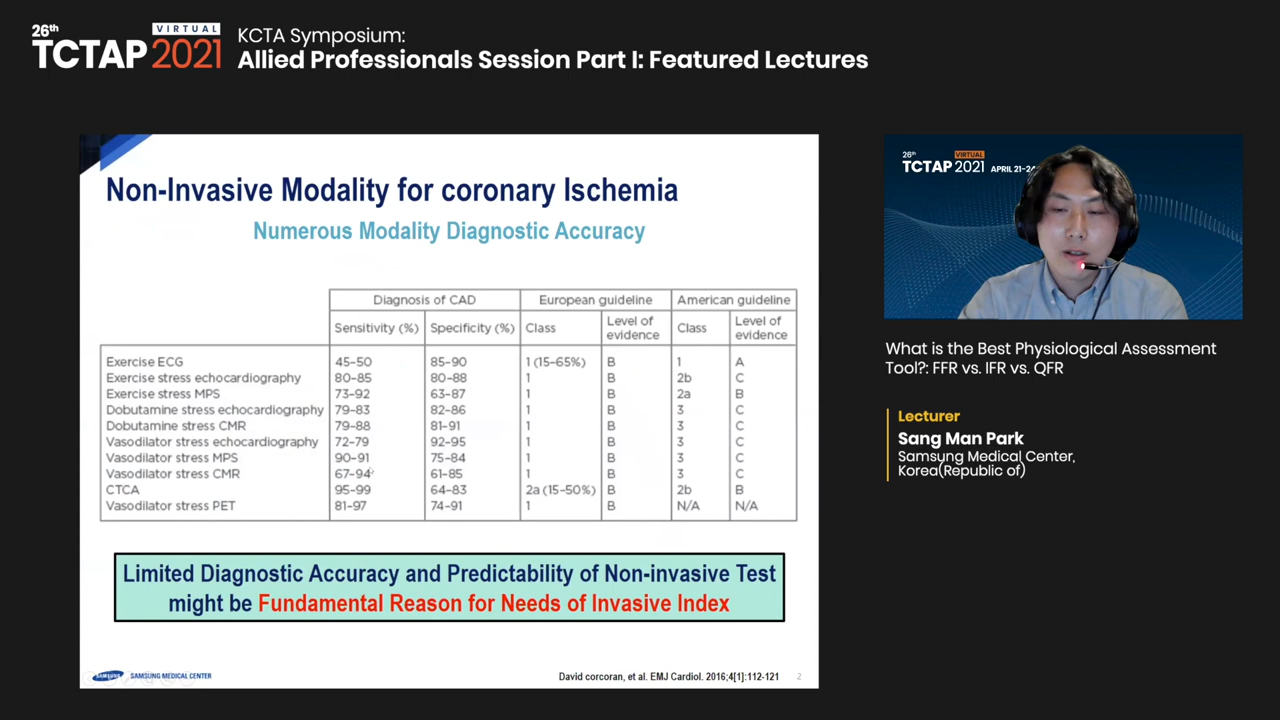 26th
VIRTUAL
TCTAP 2021
KCTA Symposium:
Allied Professionals Session Part I: Featured Lectures
Non-Invasive Modality for coronary Ischemia
Numerous Modality Diagnostic Accuracy
Diagnosis of CAD European guideline American guideline
Sensitivity (%) Specificity (%) Class Level of evidence Class Level of evidence
Exercise ECG 45-50 85-90 1 (15-65%) B 1 A
Exercise stress echocardiography 80-85 80-88 1 B 2b C
Exercise stress MPS 73-92 63-87 1 B 2a B
Dobutamine stress echocardiography 79-83 82-86 1 B 3 C
Dobutamine stress CMR 79-88 81-91 1 B 3 C
Vasodilator stress echocardiography 72-79 92-95 1 B 3 C
Vasodilator stress MPS 90-91 75-84 1 B 3 C
Vasodilator stress CMR 67-94 61-85 1 B 3 C
CTCA 95-99 64-83 2a (15-50%) B 2b B
Vasodilator stress PET 81-97 74-91 1 B N/A N/A
Limited Diagnostic Accuracy and Predictability of Non-invasive Test
might be Fundamental Reason for Needs of Invasive Index
SAMSUNG SAMSUNG MEDICAL CENTER
David corcoran, et al. EMJ Cardiol. 2016;4[1]:112-121 2
26th
VIRTUAL
TCTAP 2021 APRIL 21-24
What is the Best Physiological Assessment
Tool?: FFR vs. IFR vs. QFR
Lecturer
Sang Man Park
Samsung Medical Center,
Korea(Republic of)